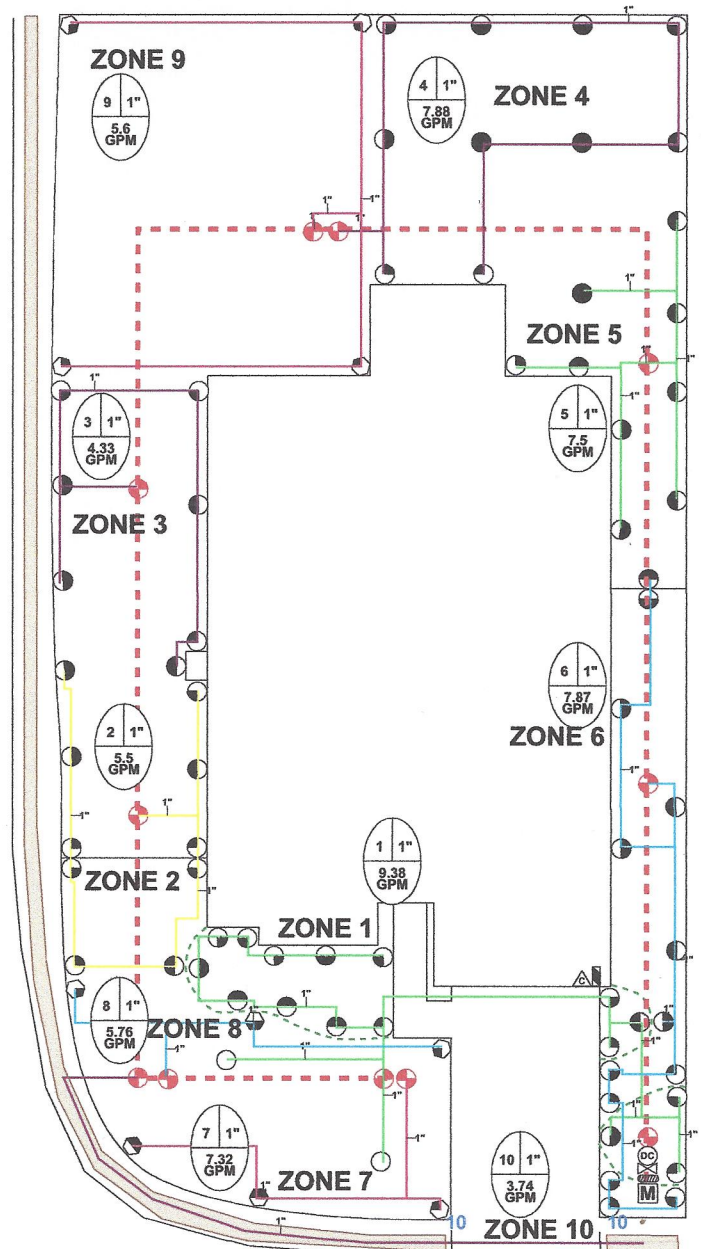 1"
ZONE 9
9 1"
5.6
GPM
4 1"
7.88
GPM
ZONE 4
1"
1"
1"
1"
1"
ZONE 5
1"
1"
1"
1"
3 1"
4.33
GPM
5 1"
7.5
GPM
ZONE 3
6 1"
7.87
GPM
ZONE 6
2 1"
5.5
GPM
1"
1"
1"
1 1"
9.38
GPM
ZONE 2
1"
ZONE 1
C
8 1"
5.76
GPM
ZONE 8
1"
1"
1"
1"
1"
1"
1"
1"
1"
7 1"
7.32
GPM
10 1"
3.74
GPM
DC
M
ZONE 7
1"
1"
10
10
ZONE 10